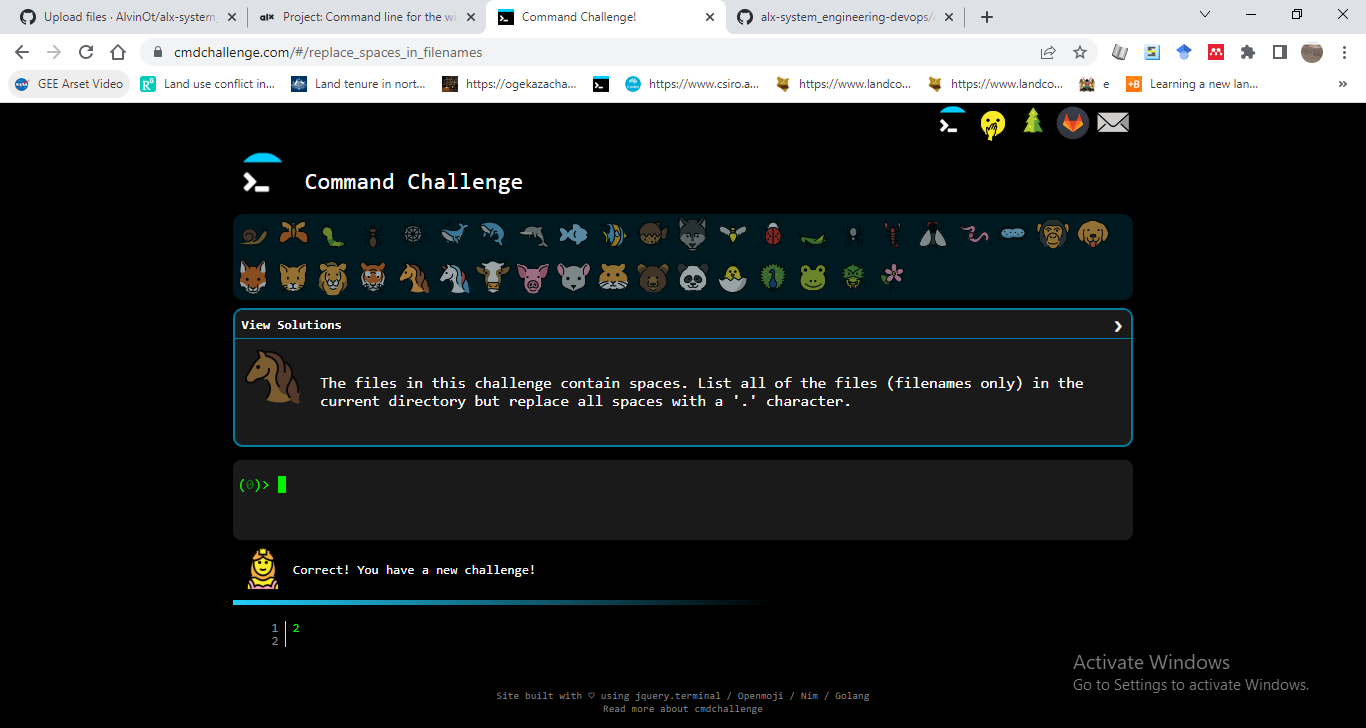 Upload files · AlvinOt/alx-system_
Project: Command line for the wi
Command Challenge!
alx-system_engineering-devops/
cmdchallenge.com/#/replace_spaces_in_filenames
GEE Arset Video
Land use conflict in...
Land tenure in nort...
https://ogekazacha...
https://www.csiro.a...
https://www.landco...
https://www.landco...
e
Learning a new lan...
Command Challenge
View Solutions
The files in this challenge contain spaces. List all of the files (filenames only) in the
current directory but replace all spaces with a '.' character.
(0)>
Correct! You have a new challenge!
1 2
2
Activate Windows
Go to Settings to activate Windows.
Site built with ♡ using jquery.terminal / Openmoji / Nim / Golang
Read more about cmdchallenge